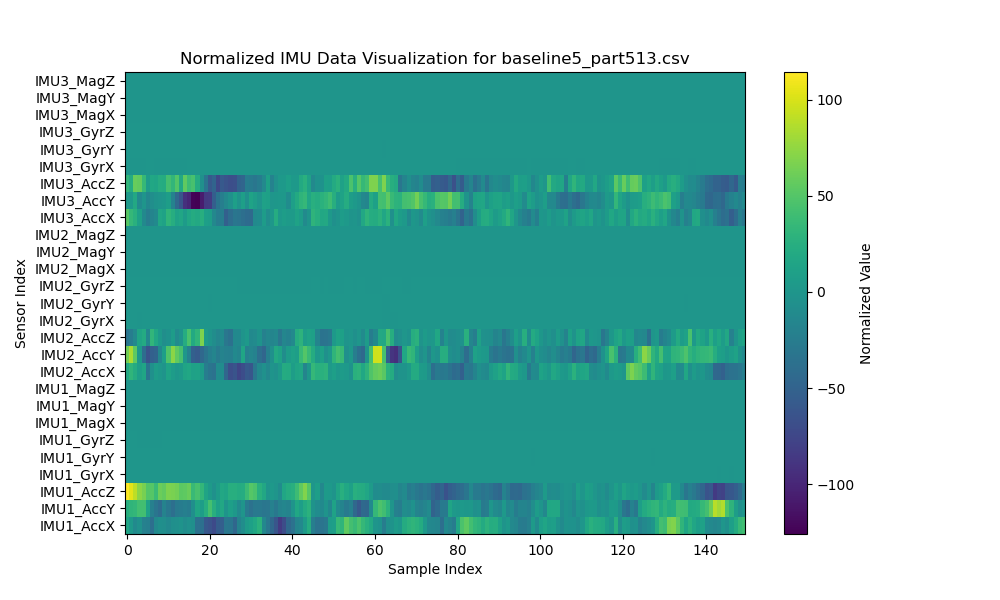 Normalized IMU Data Visualization for baseline5_part513.csv
IMU3_MagZ
IMU3_MagY
IMU3_MagX
IMU3_GyrZ
IMU3_GyrY
IMU3_GyrX
IMU3_AccZ
IMU3_AccY
IMU3_AccX
IMU2_MagZ
IMU2_MagY
IMU2_MagX
IMU2_GyrZ
IMU2_GyrY
IMU2_GyrX
IMU2_AccZ
IMU2_AccY
IMU2_AccX
IMU1_MagZ
IMU1_MagY
IMU1_MagX
IMU1_GyrZ
IMU1_GyrY
IMU1_GyrX
IMU1_AccZ
IMU1_AccY
IMU1_AccX
Sensor Index
0 20 40 60 80 100 120 140
Sample Index
100
50
0
−50
−100
Normalized Value